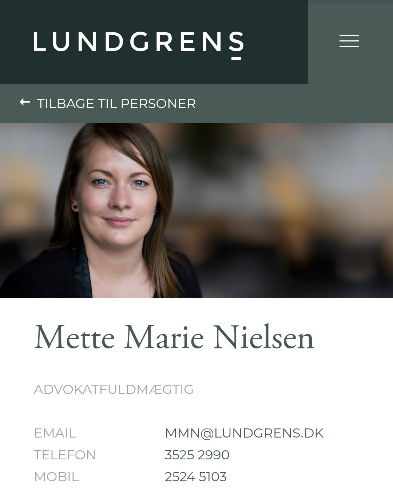 LUNDGRENS
← TILBAGE TIL PERSONER
Mette Marie Nielsen
ADVOKATFULDMÆGTIG
EMAIL MMN@LUNDGRENS.DK
TELEFON 3525 2990
MOBIL 2524 5103